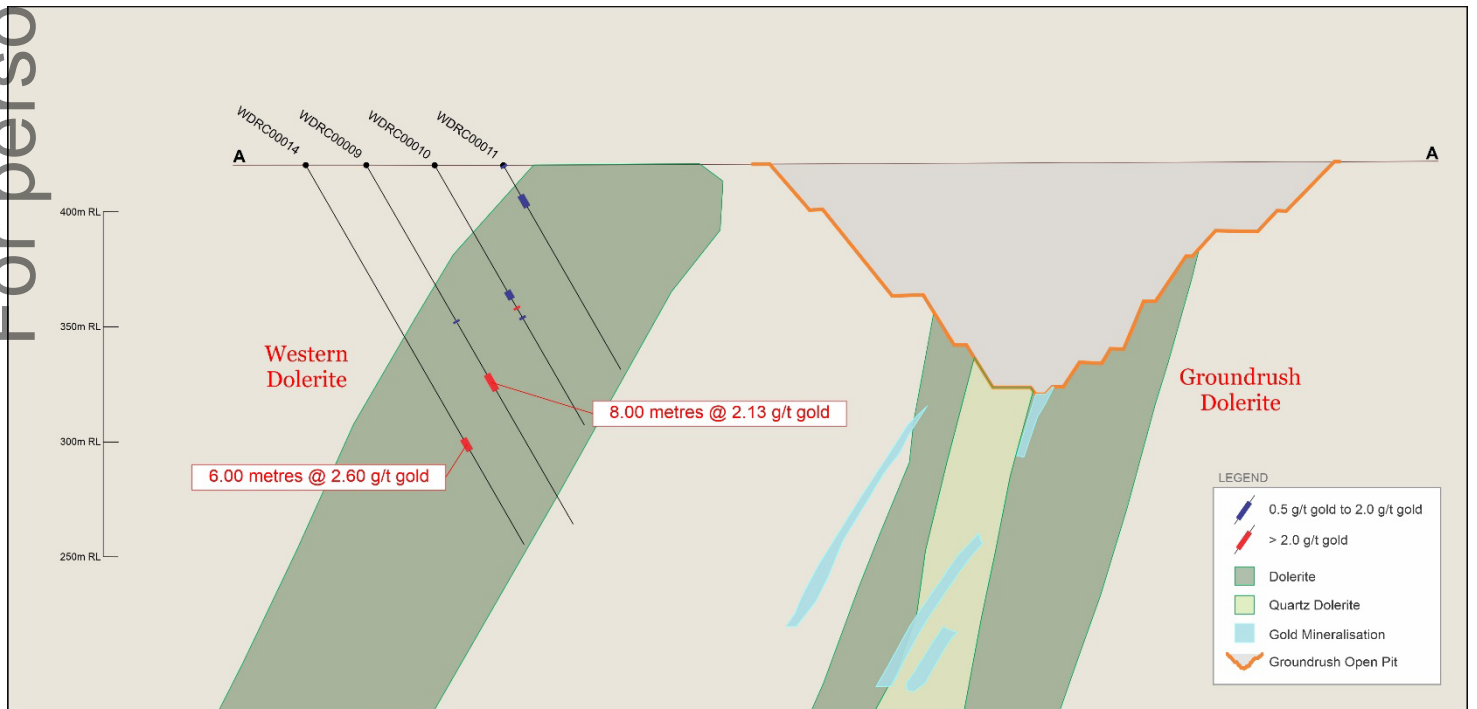 For perso
WDRC00014
WDRC00009
WDRC00010
WDRC00011
A
A
400m RL
350m RL
300m RL
250m RL
Western
Dolerite
8.00 metres @ 2.13 g/t gold
6.00 metres @ 2.60 g/t gold
Groundrush
Dolerite
LEGEND
0.5 g/t gold to 2.0 g/t gold
> 2.0 g/t gold
Dolerite
Quartz Dolerite
Gold Mineralisation
Groundrush Open Pit